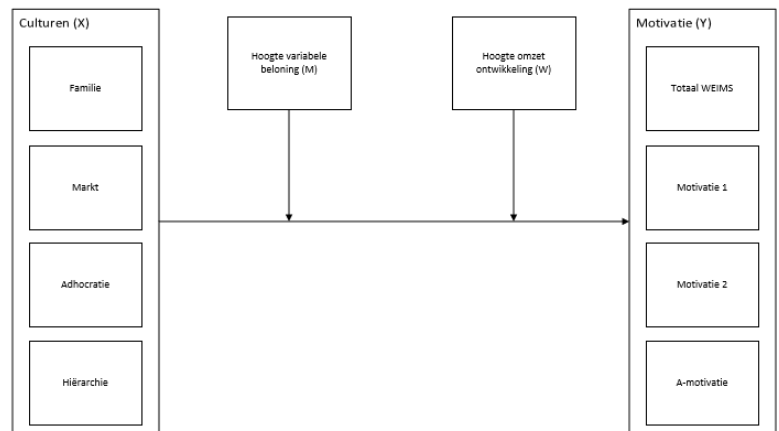 Culturen (X)
Familie
Markt
Adhocratie
Hiërarchie
Hoogte variabele
beloning (M)
Hoogte omzet
ontwikkeling (W)
Motivatie (Y)
Totaal WEIMS
Motivatie 1
Motivatie 2
A-motivatie